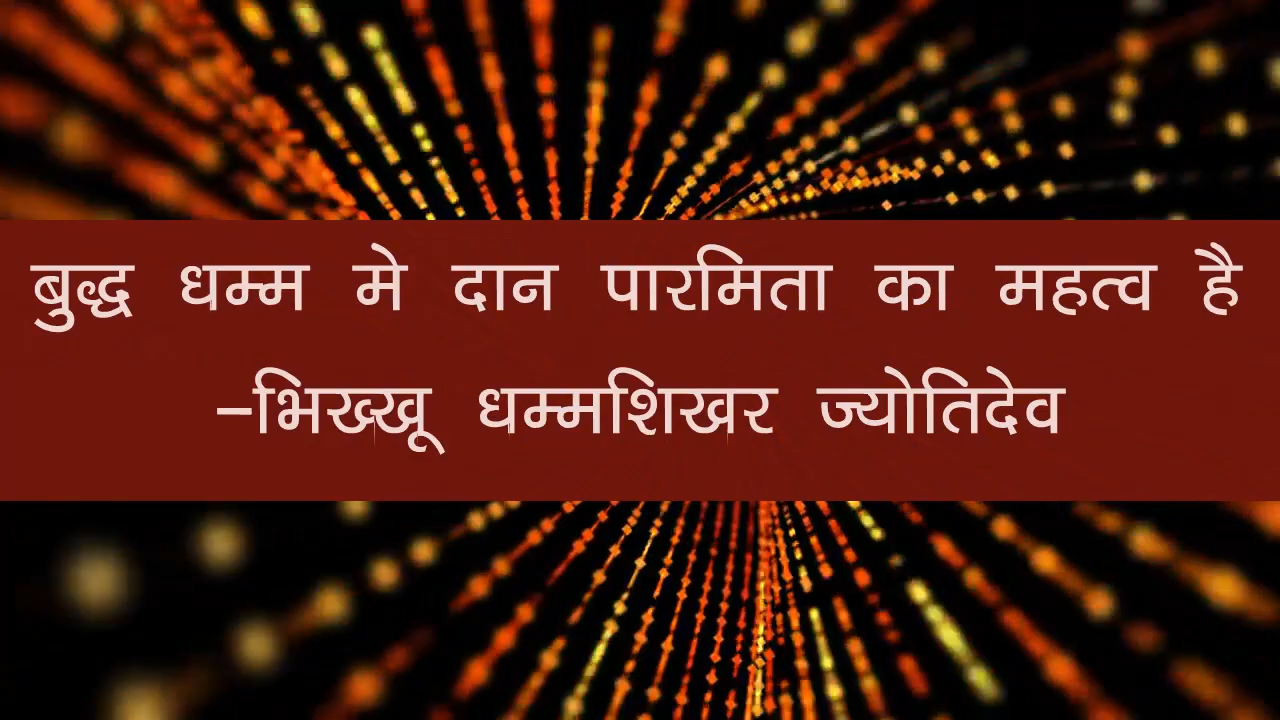 बुद्ध धम्म मे दान पारमिता का महत्व है
–भिख्खू धम्मशिखर ज्योतिदेव